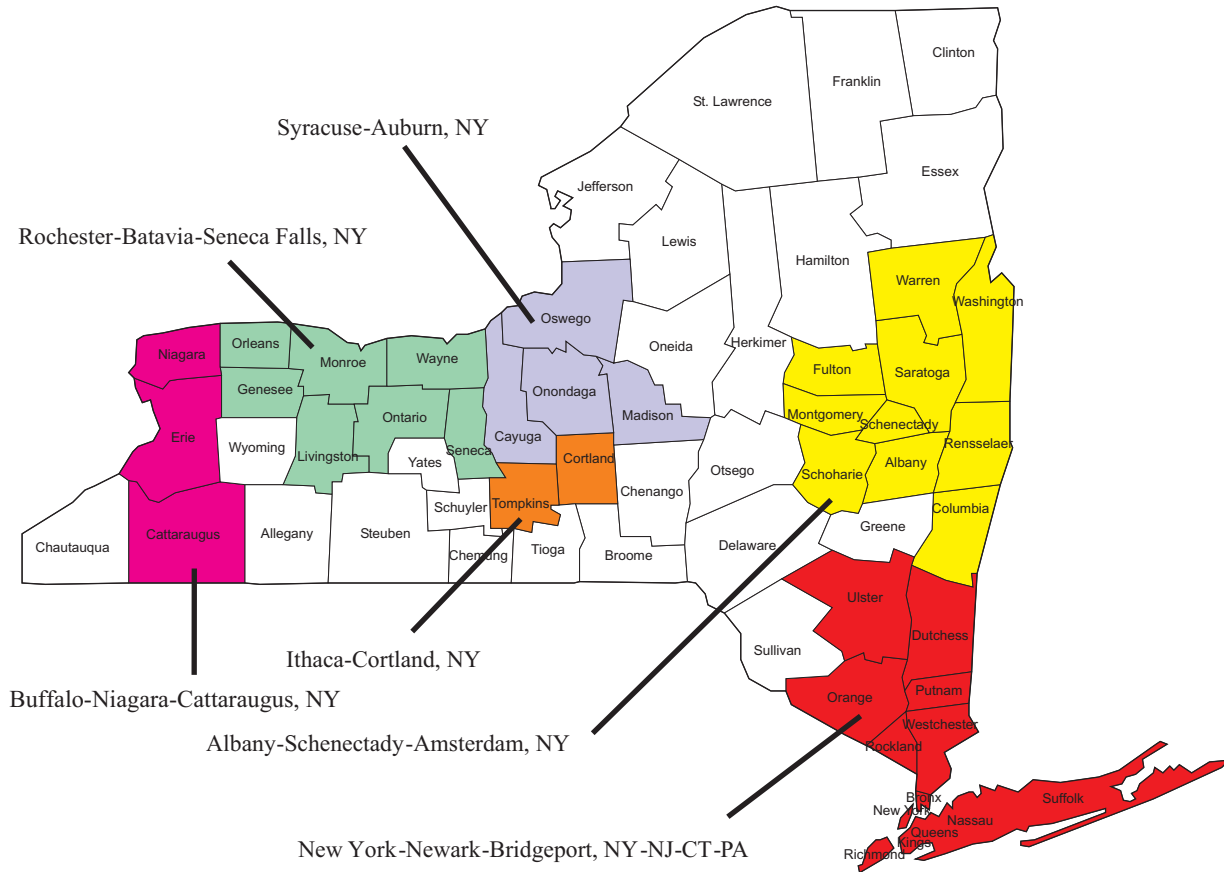 Clinton
Franklin
St. Lawrence
Syracuse-Auburn, NY
Essex
Jefferson
Rochester-Batavia-Seneca Falls, NY
Lewis
Hamilton
Warren
Washington
Oswego
Orleans
Niagara
Monroe
Wayne
Oneida
Herkimer
Fulton
Saratoga
Genesee
Onondaga
Ontario
Madison
Montgomery
Schenectady
Erie
Cayuga
Rensselaer
Wyoming
Livingston
Yates
Seneca
Cortland
Otsego
Schoharie
Albany
Chenango
Tompkins
Schuyler
Columbia
Greene
Chautauqua
Cattaraugus
Allegany
Steuben
Chemung
Tioga
Broome
Delaware
Ulster
Dutchess
Sullivan
Ithaca-Cortland, NY
Buffalo-Niagara-Cattaraugus, NY
Orange
Putnam
Westchester
Albany-Schenectady-Amsterdam, NY
Rockland
Bronx
New York
Suffolk
Nassau
Queens
Kings
Richmond
New York-Newark-Bridgeport, NY-NJ-CT-PA